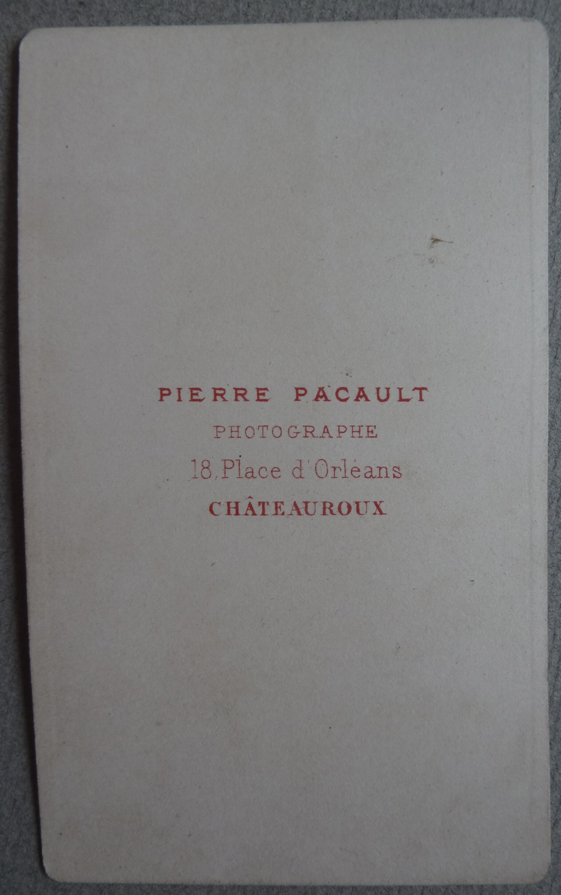 PIERRE PACAULT
PHOTOGRAPHE
18, Place d'Orléans
CHÂTEAUROUX